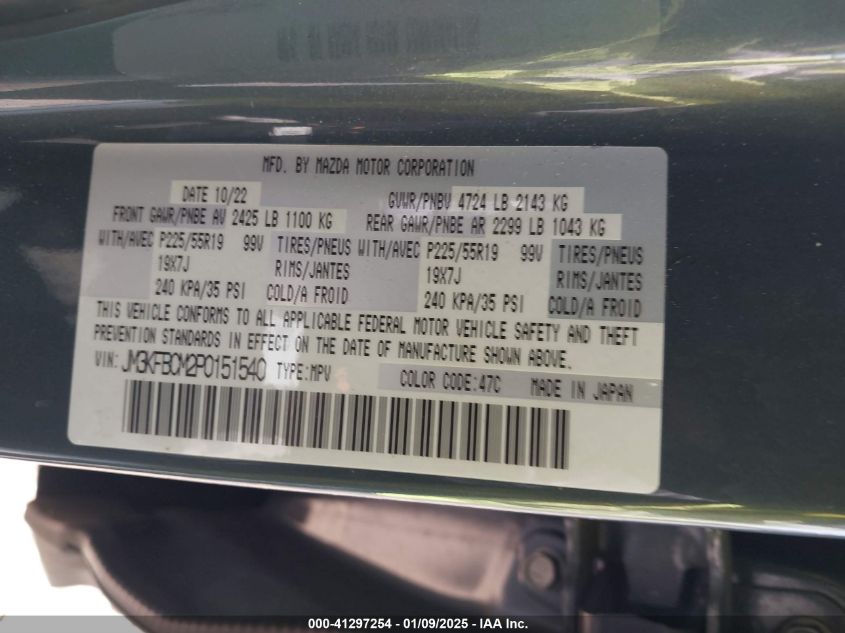 MFD. BY MAZDA MOTOR CORPORATION
DATE 10/22 GVWR/PNBV 4724 LB 2143 KG
FRONT GAWR/PNBE AV 2425 LB 1100 KG REAR GAWR/PNBE AR 2299 LB 1043 KG
WITH/AVEC P225/55R19 99V TIRES/PNEUS WITH/AVEC P225/55R19 99V TIRES/PNEUS
19X7J RIMS/JANTES 19X7J RIMS/JANTES
240 KPA/35 PSI COLD/A FROID 240 KPA/35 PSI COLD/A FROID
THIS VEHICLE CONFORMS TO ALL APPLICABLE FEDERAL MOTOR VEHICLE SAFETY AND THEFT
PREVENTION STANDARDS IN EFFECT ON THE DATE OF MANUFACTURE SHOWN ABOVE.
VIN: JM3KFBCM2P0151540 TYPE:MPV COLOR CODE:47C MADE IN JAPAN
000-41297254 - 01/09/2025 - IAA Inc.